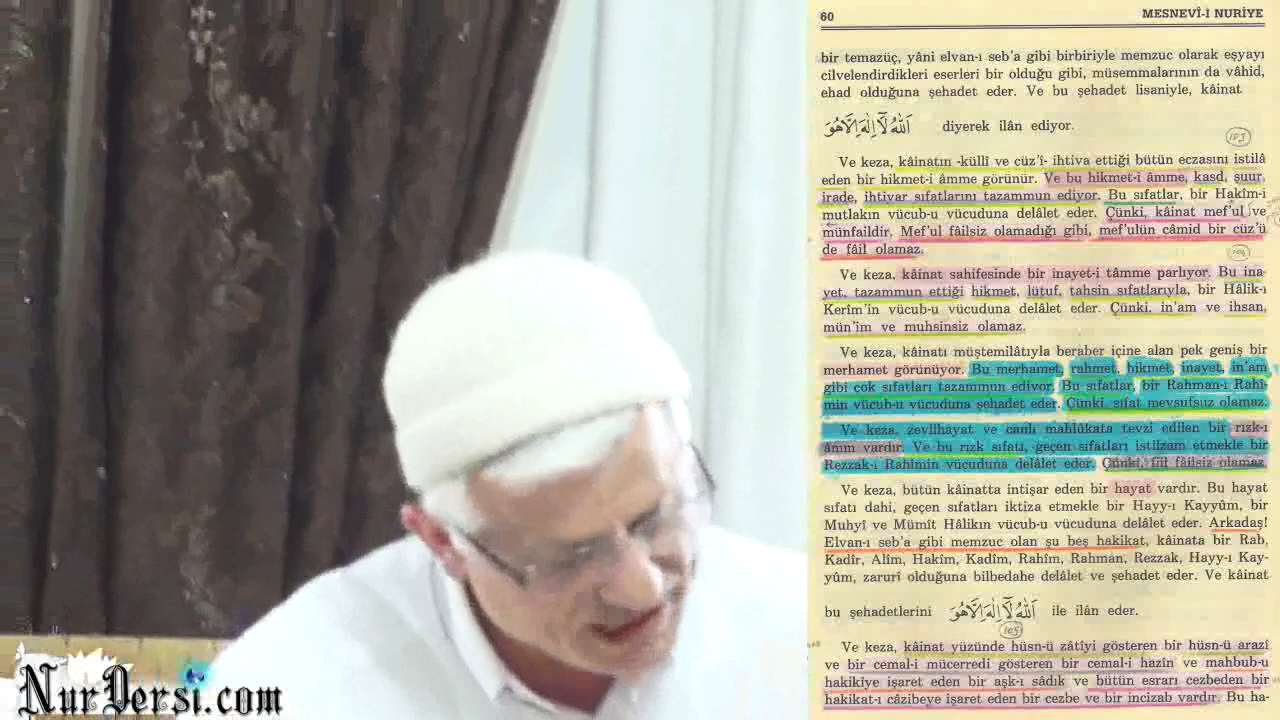 60 MESNEVÎ-İ NURİYE
bir temazüç, yâni elvan-ı seb'a gibi birbiriyle memzuc olarak eşyayı
cilvelendirdikleri eserleri bir olduğu gibi, müsemmalarının da vâhid,
ehad olduğuna şehadet eder. Ve bu şehadet lisaniyle, kâinat
اَللّٰهُ لَٓا اِلٰهَ اِلَّا هُوَ diyerek ilân ediyor.
103
Ve keza, kâinatın -küllî ve cüz'î- ihtiva ettiği bütün eczasını istilâ
eden bir hikmet-i âmme görünür. Ve bu hikmet-i âmme, kasd, şuur,
irade, ihtiyar sıfatlarını tazammun ediyor. Bu sıfatlar, bir Hakîm-i
mutlakın vücub-u vücuduna delâlet eder. Çünki, kâinat mef'ul ve
münfaildir. Mef'ul fâilsiz olamadığı gibi, mef'ulün câmid bir cüz'ü
de fâil olamaz.
104
Ve keza, kâinat sahifesinde bir inayet-i tâmme parlıyor. Bu ina-
yet, tazammun ettiği hikmet, lütuf, tahsin sıfatlarıyla, bir Hâlik-ı
Kerîm'in vücub-u vücuduna delâlet eder. Çünki, in'am ve ihsan,
mün'im ve muhsinsiz olamaz.
Ve keza, kâinatı müştemilâtıyla beraber içine alan pek geniş bir
merhamet görünüyor. Bu merhamet, rahmet, hikmet, inayet, in'am
gibi çok sıfatları tazammun ediyor. Bu sıfatlar, bir Rahman-ı Rahî-
min vücub-u vücuduna şehadet eder. Çünki, sıfat mevsufsuz olamaz.
Ve keza, zevilhayat ve canlı mahlûkata tevzi edilen bir rızk-ı
âmm vardır. Ve bu rızk sıfatı, geçen sıfatları istilzam etmekle bir
Rezzak-ı Rahîmin vücuduna delâlet eder. Çünki, fiil fâilsiz olamaz.
Ve keza, bütün kâinatta intişar eden bir hayat vardır. Bu hayat
sıfatı dahi, geçen sıfatları iktiza etmekle bir Hayy-ı Kayyûm, bir
Muhyî ve Mümît Hâlikın vücub-u vücuduna delâlet eder. Arkadaş!
Elvan-ı seb'a gibi memzuc olan şu beş hakikat, kâinata bir Rab,
Kadîr, Alîm, Hakîm, Kadîm, Rahîm, Rahman, Rezzak, Hayy-ı Kay-
yûm, zarurî olduğuna bilbedahe delâlet ve şehadet eder. Ve kâinat
bu şehadetlerini اَللّٰهُ لَٓا اِلٰهَ اِلَّا هُوَ ile ilân eder.
105
Ve keza, kâinat yüzünde hüsn-ü zâtîyi gösteren bir hüsn-ü arazî
ve bir cemal-i mücerredi gösteren bir cemal-i hazîn ve mahbub-u
hakikiye işaret eden bir aşk-ı sâdık ve bütün esrarı cezbeden bir
hakikat-ı câzibeye işaret eden bir cezbe ve bir incizab vardır. Bu ha-
NurDersi.com